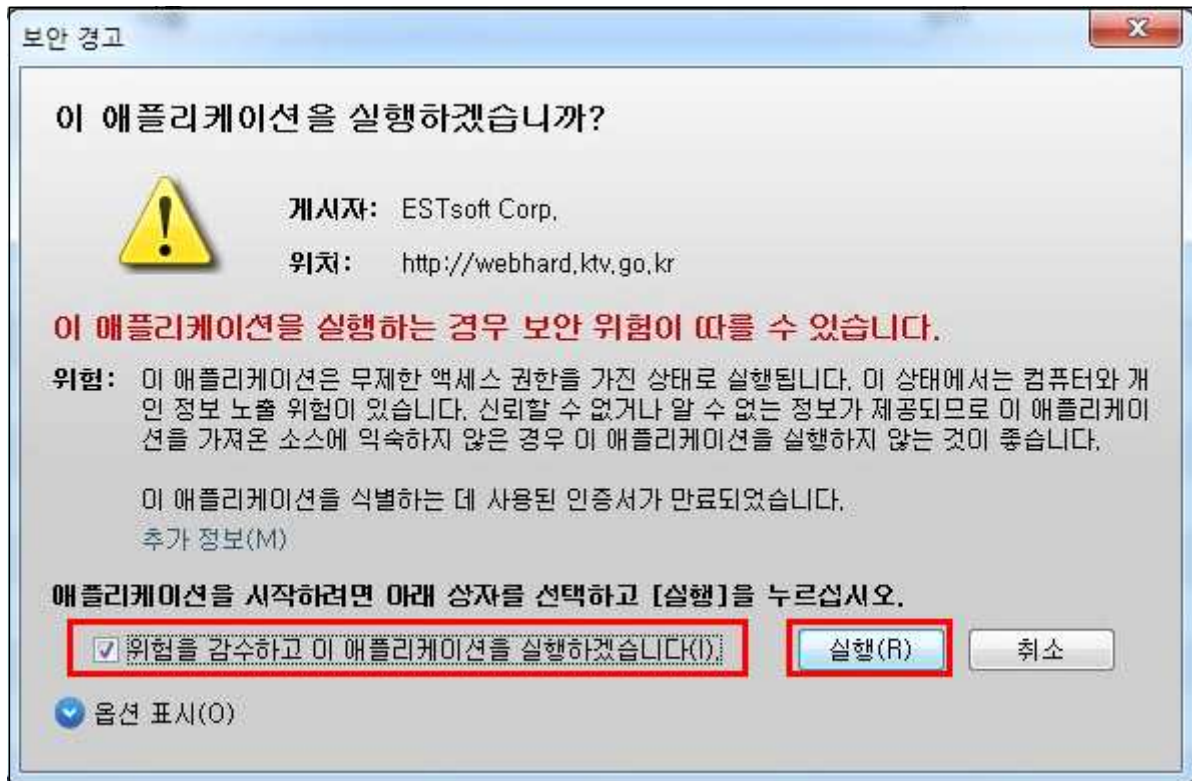 보안 경고
이 애플리케이션을 실행하겠습니까?
게시자: ESTsoft Corp.
위치: http://webhard.ktv.go.kr
이 애플리케이션을 실행하는 경우 보안 위험이 따를 수 있습니다.
위험: 이 애플리케이션은 무제한 액세스 권한을 가진 상태로 실행됩니다. 이 상태에서는 컴퓨터와 개
인 정보 노출 위험이 있습니다. 신뢰할 수 없거나 알 수 없는 정보가 제공되므로 이 애플리케이
션을 가져온 소스에 익숙하지 않은 경우 이 애플리케이션을 실행하지 않는 것이 좋습니다.
이 애플리케이션을 식별하는 데 사용된 인증서가 만료되었습니다.
추가 정보(M)
애플리케이션을 시작하려면 아래 상자를 선택하고 [실행]을 누르십시오.
위험을 감수하고 이 애플리케이션을 실행하겠습니다(I). 실행(R) 취소
옵션 표시(O)